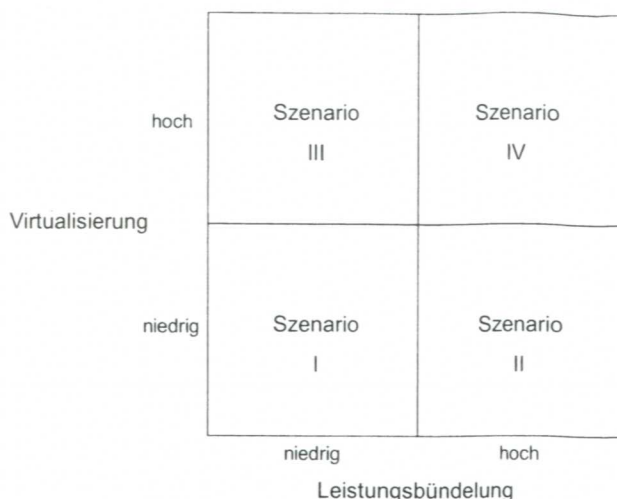 hoch
Szenario
III
Szenario
IV
Virtualisierung
niedrig
Szenario
I
Szenario
II
niedrig
hoch
Leistungsbündelung